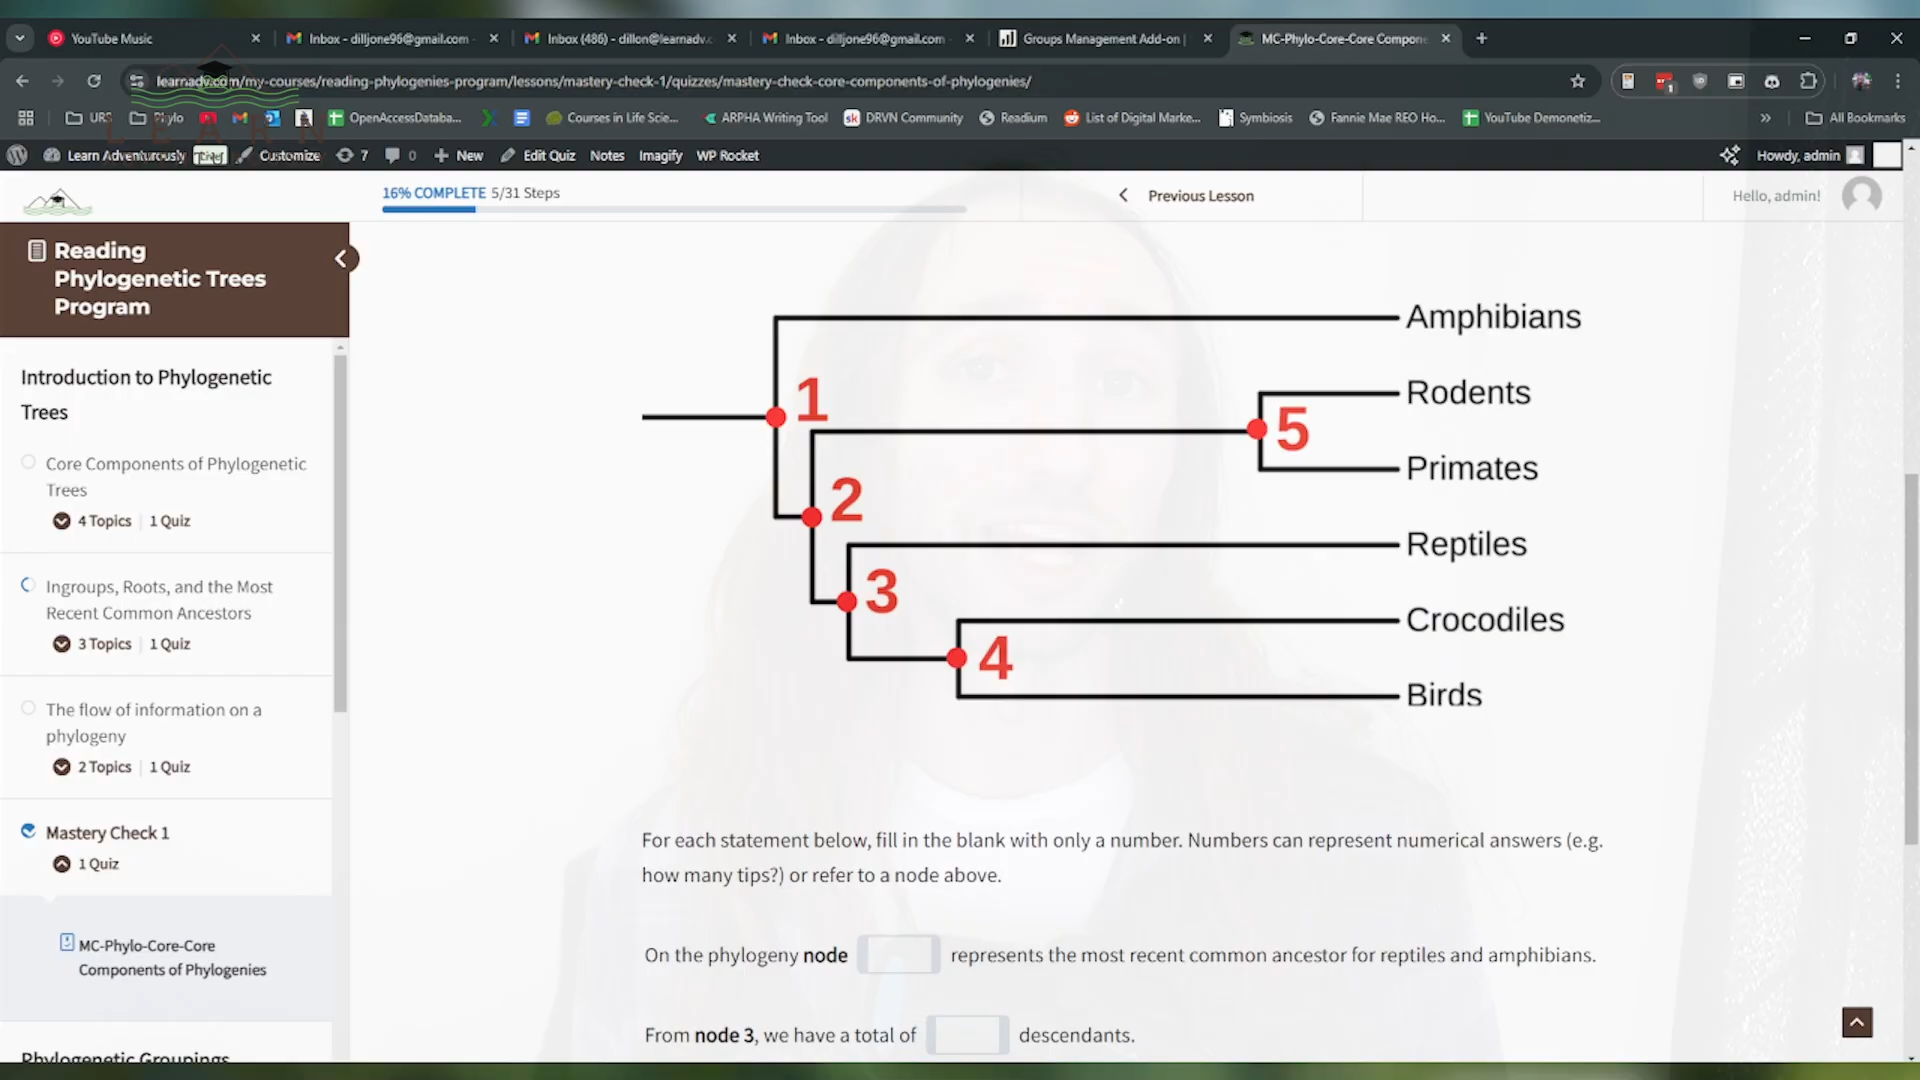 YouTube Music
Inbox - dilljone96@gmail.com
Inbox (486) - dillon@learnadv.c
Inbox - dilljone96@gmail.com
Groups Management Add-on |
MC-Phylo-Core-Core Compon
learnadv.com/my-courses/reading-phylogenies-program/lessons/mastery-check-1/quizzes/mastery-check-core-components-of-phylogenies/
1
URS
Phylo
OpenAccessDataba...
Courses in Life Scie...
ARPHA Writing Tool
DRVN Community
Readium
List of Digital Marke...
Symbiosis
Fannie Mae REO Ho...
YouTube Demonetiz...
All Bookmarks
LEARN
Learn Adventurously
Live
Customize
7
0
New
Edit Quiz
Notes
Imagify
WP Rocket
Howdy, admin
16% COMPLETE 5/31 Steps
Previous Lesson
Hello, admin!
Reading
Phylogenetic Trees
Program
Introduction to Phylogenetic
Trees
Core Components of Phylogenetic
Trees
4 Topics | 1 Quiz
Ingroups, Roots, and the Most
Recent Common Ancestors
3 Topics | 1 Quiz
The flow of information on a
phylogeny
2 Topics | 1 Quiz
Mastery Check 1
1 Quiz
MC-Phylo-Core-Core
Components of Phylogenies
Phylogenetic Groupings
Amphibians
1
Rodents
5
Primates
2
Reptiles
3
Crocodiles
4
Birds
For each statement below, fill in the blank with only a number. Numbers can represent numerical answers (e.g.
how many tips?) or refer to a node above.
On the phylogeny node represents the most recent common ancestor for reptiles and amphibians.
From node 3, we have a total of descendants.